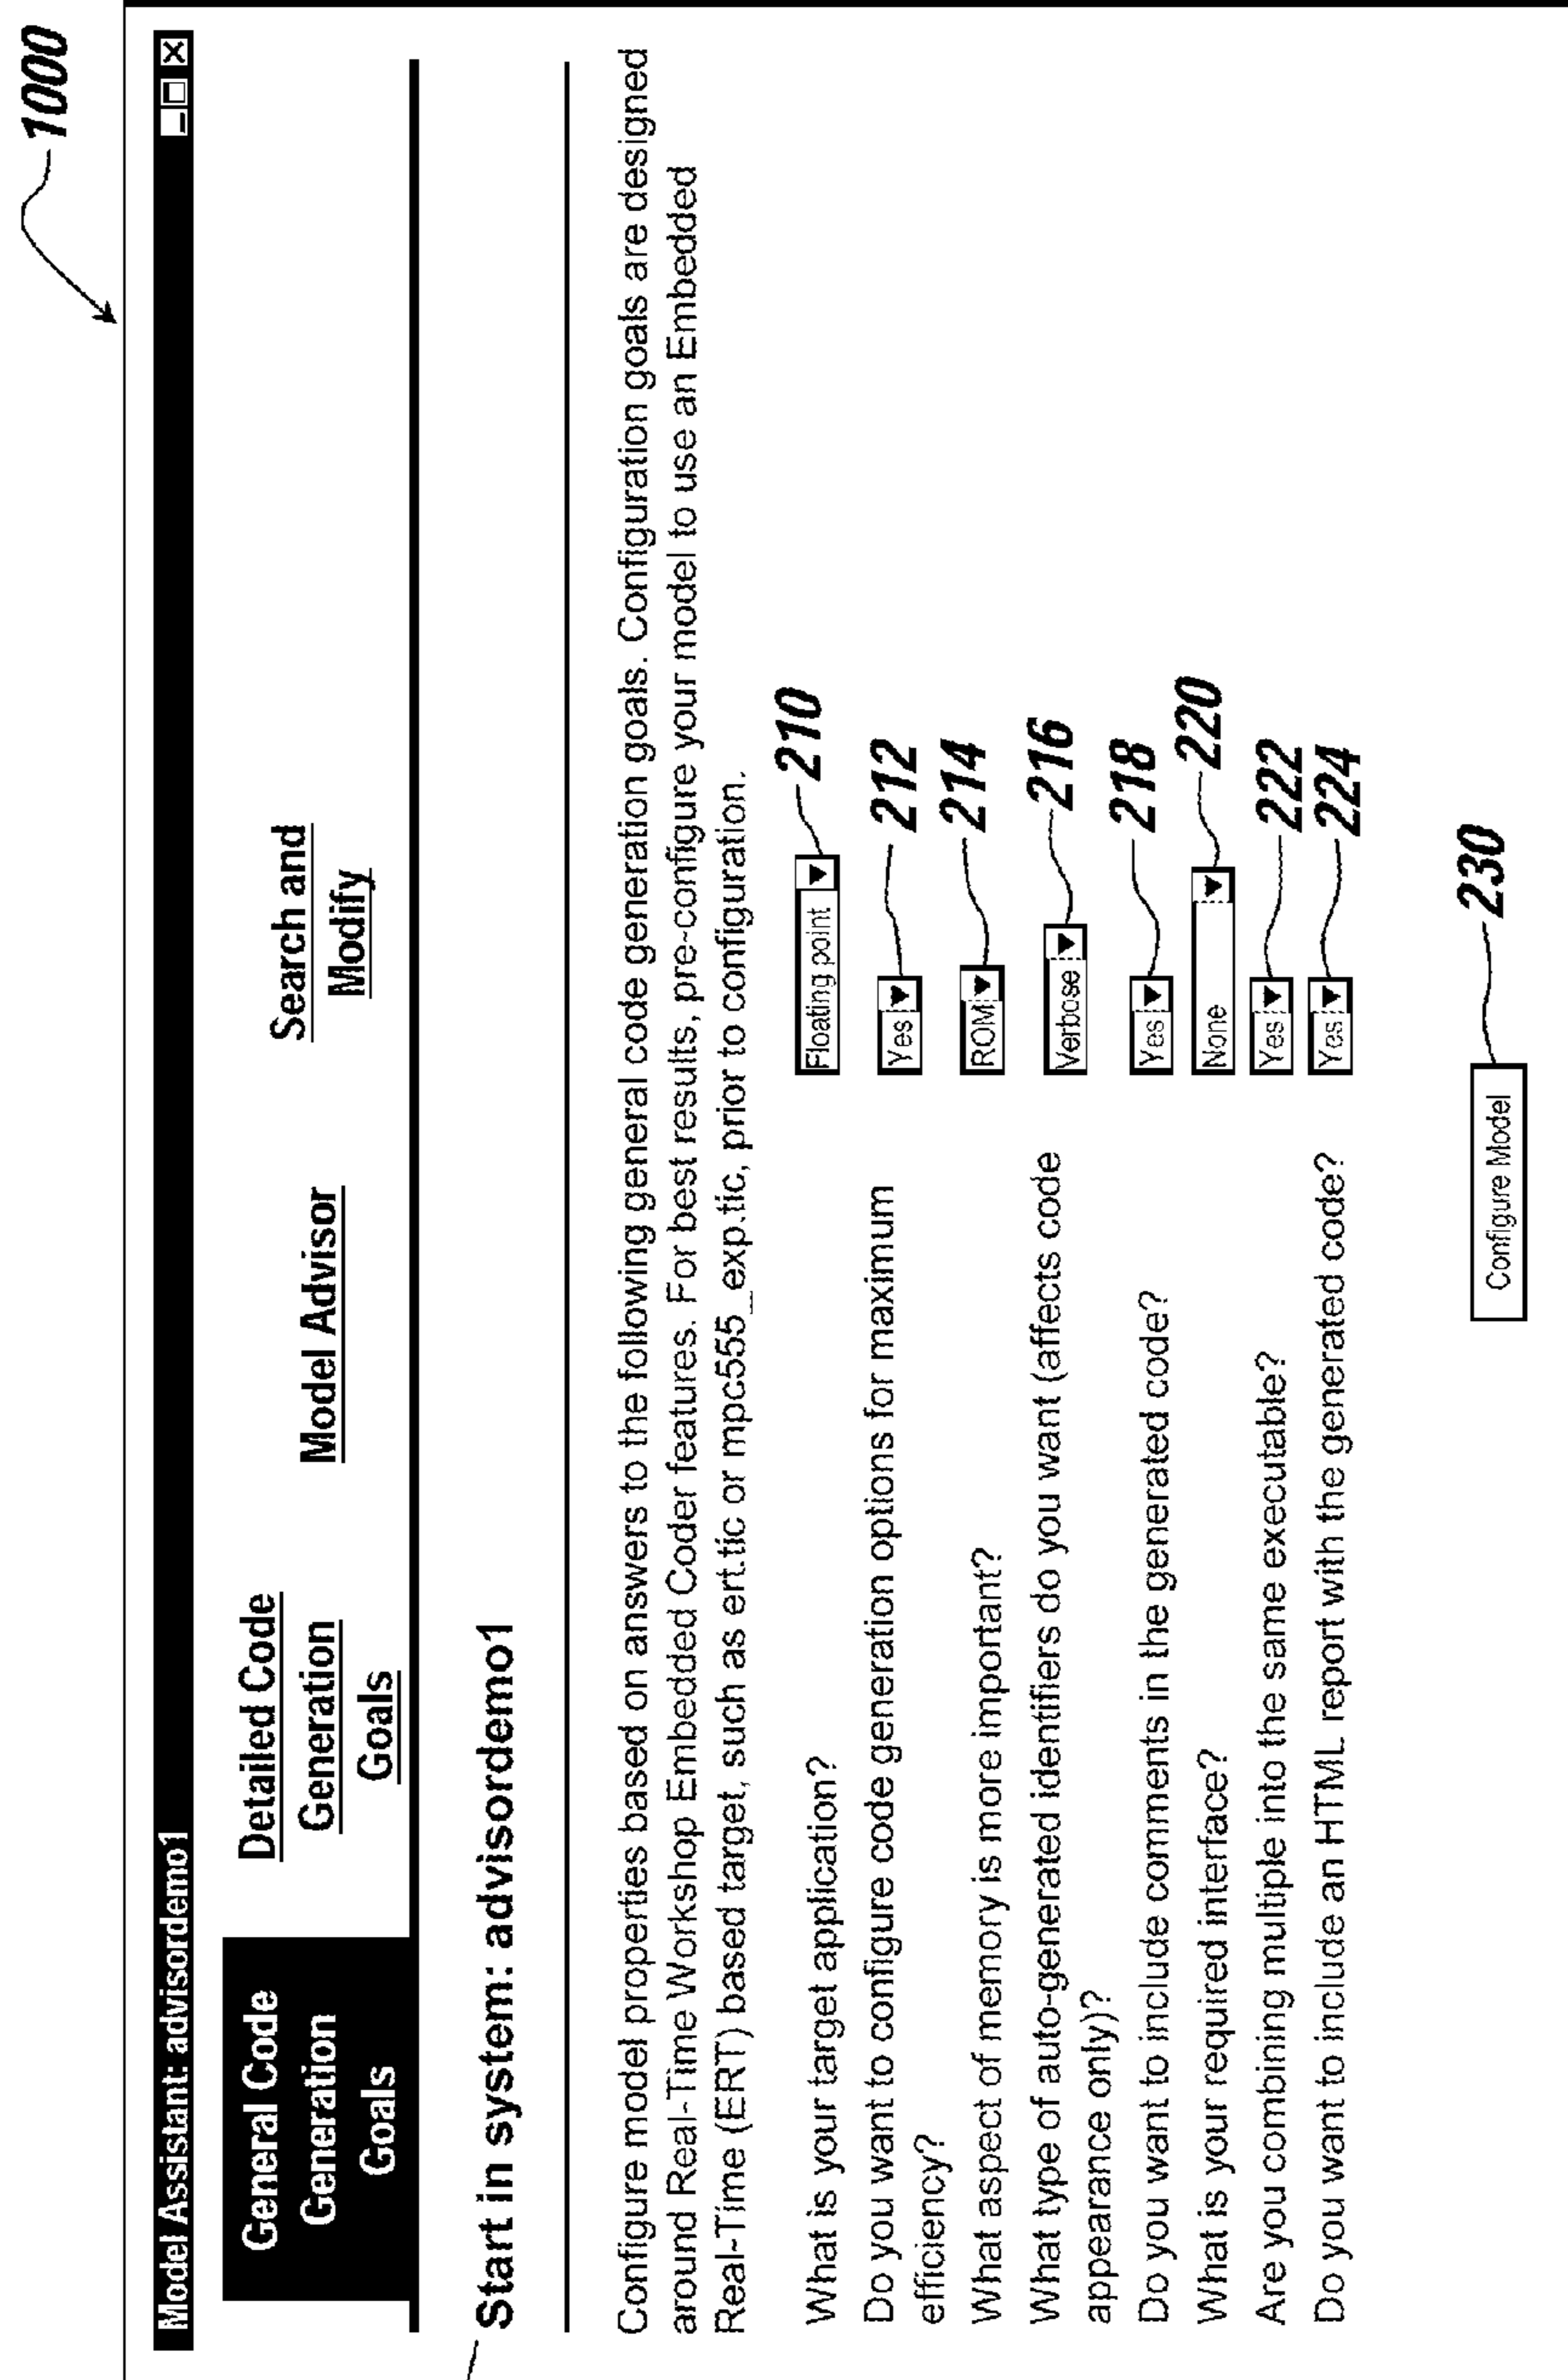 1000
Model Assistant: advisordemo1
General Code
Generation
Goals
Detailed Code
Generation
Goals
Model Advisor
Search and
Modify
Start in system: advisordemo1
Configure model properties based on answers to the following general code generation goals. Configuration goals are designed
around Real-Time Workshop Embedded Coder features. For best results, pre-configure your model to use an Embedded
Real-Time (ERT) based target, such as ert.tlc or mpc555_exp.tlc, prior to configuration.
What is your target application? Floating point 210
Do you want to configure code generation options for maximum
efficiency? Yes 212
What aspect of memory is more important? ROM 214
What type of auto-generated identifiers do you want (affects code
appearance only)? Verbose 216
Do you want to include comments in the generated code? Yes 218
What is your required interface? None 220
Are you combining multiple into the same executable? Yes 222
Do you want to include an HTML report with the generated code? Yes 224
Configure Model 230